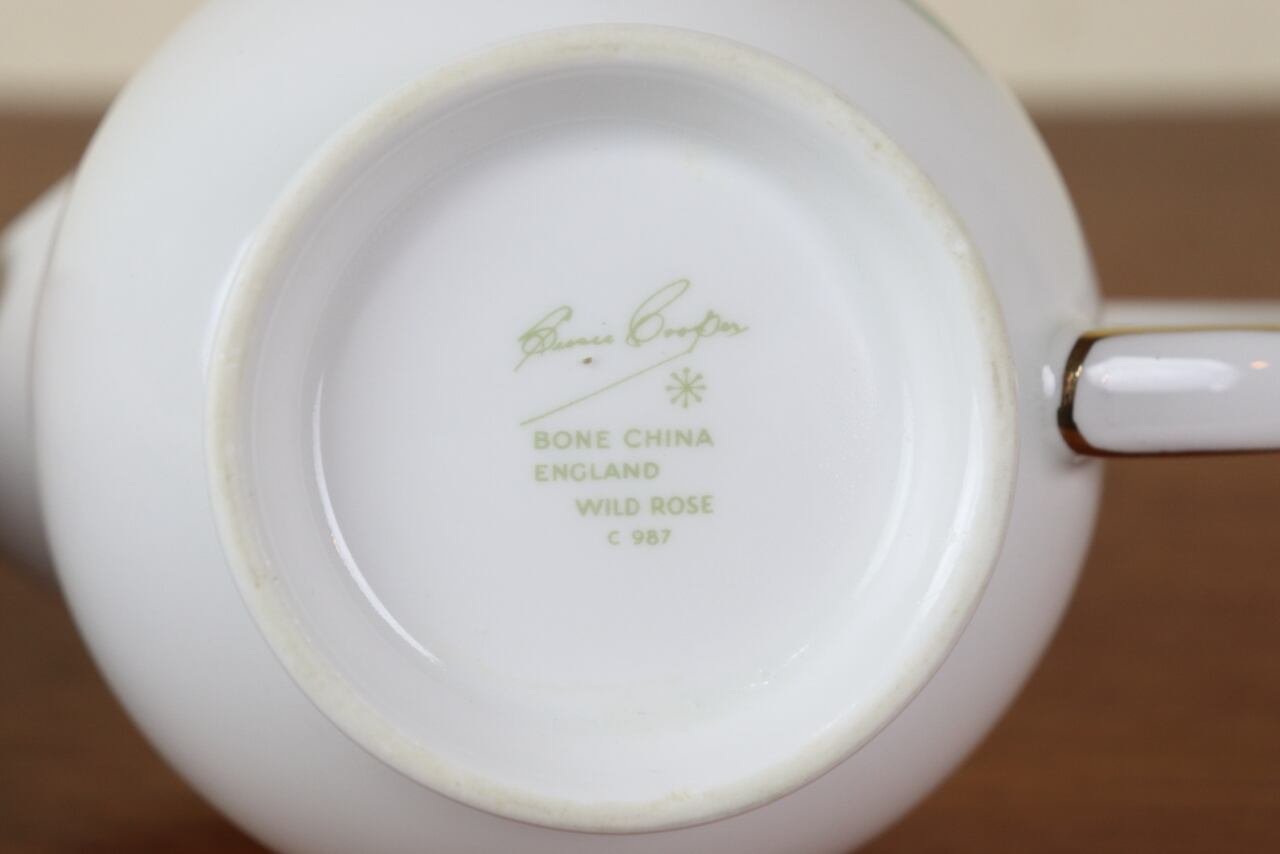 Susie Cooper
BONE CHINA
ENGLAND
WILD ROSE
C 987